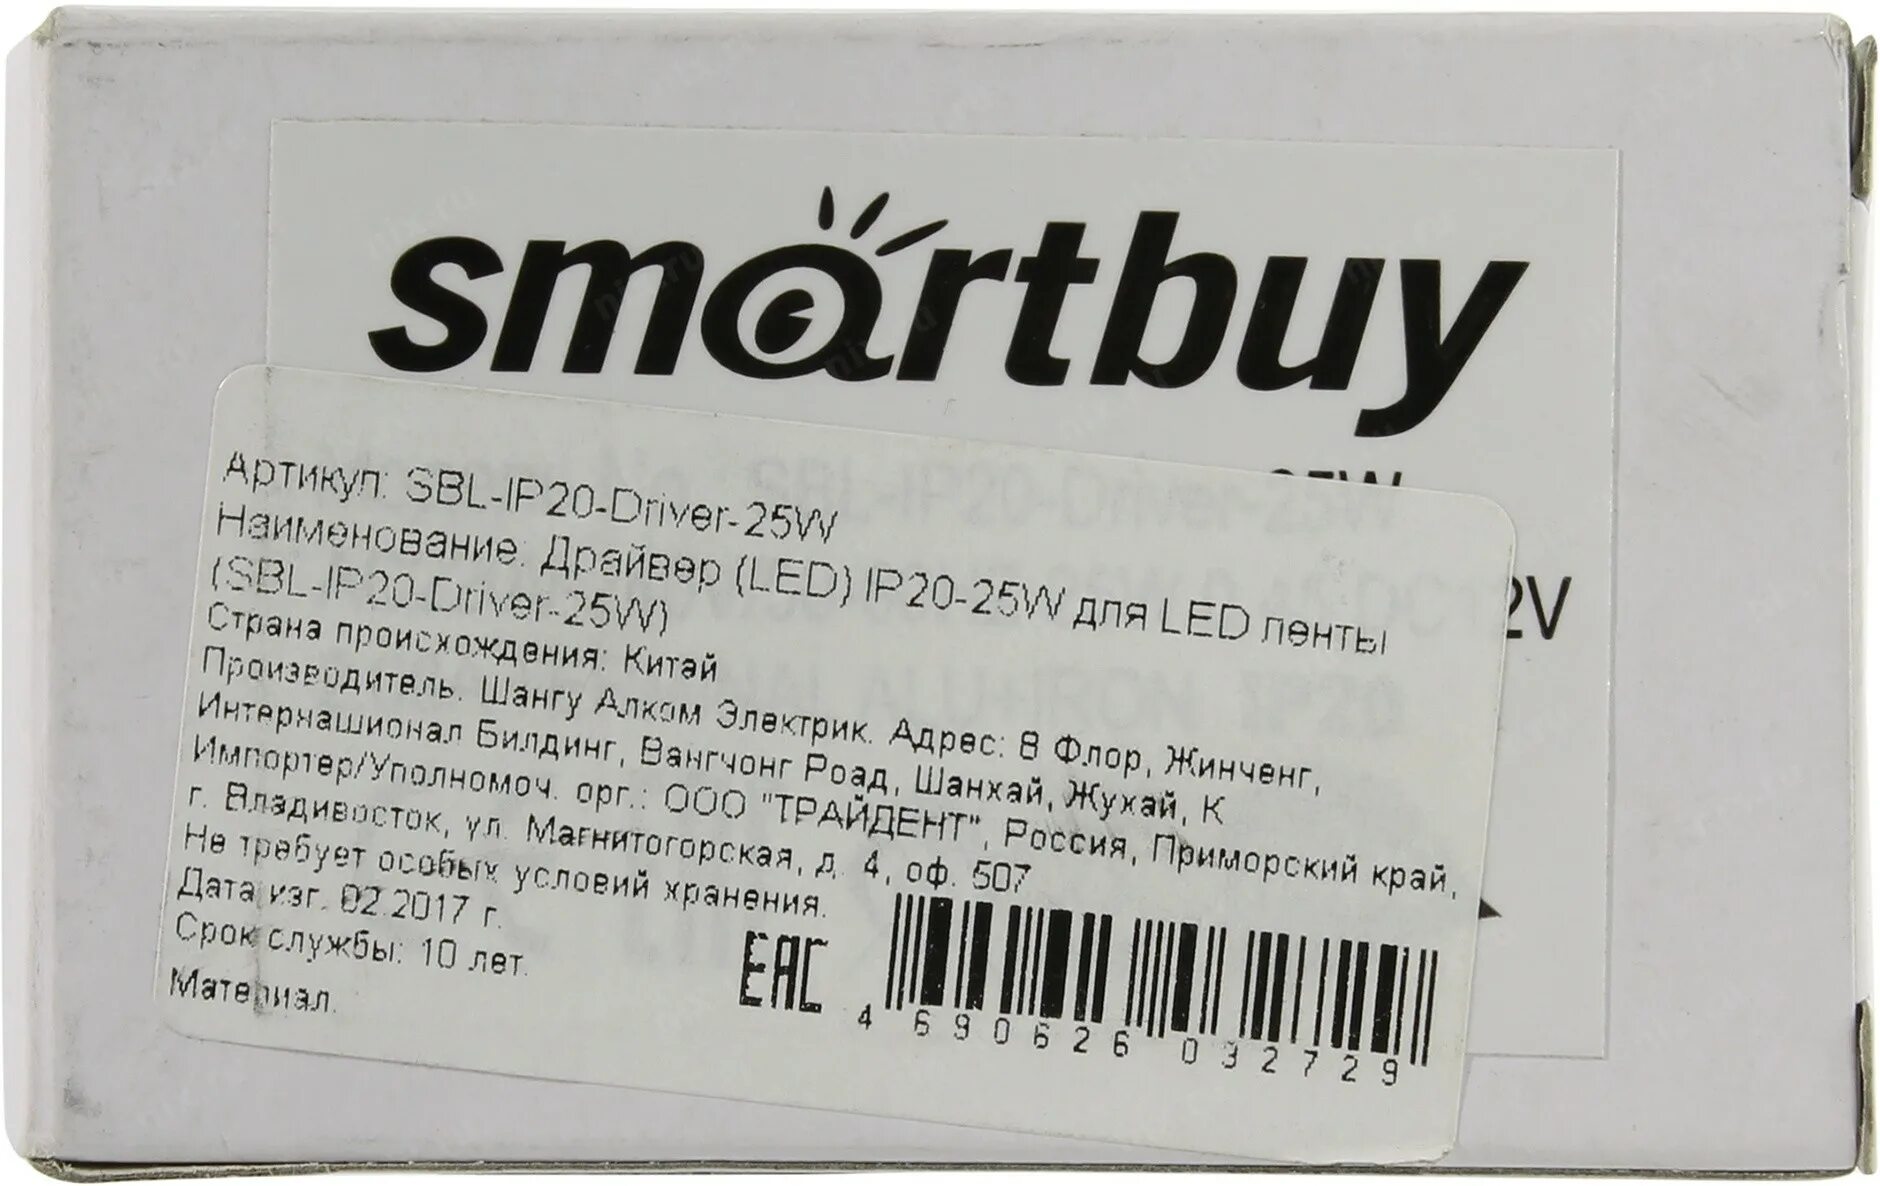 smartbuy
Артикул: SBL-IP20-Driver-25W
Наименование: Драйвер (LED) IP20-25W для LED ленты
(SBL-IP20-Driver-25W)
Страна происхождения: Китай
Производитель. Шангу Алком Электрик. Адрес: 8 Флор, Жинченг,
Интернашионал Билдинг, Вангчонг Роад, Шанхай, Жухай, К
Импортер/Уполномоч. орг.: ООО "ТРАЙДЕНТ", Россия, Приморский край,
г. Владивосток, ул. Магнитогорская, д. 4, оф. 507
Не требует особых условий хранения.
Дата изг. 02.2017 г.
Срок службы: 10 лет.
Материал.
EAC
4 690626 032729
2V